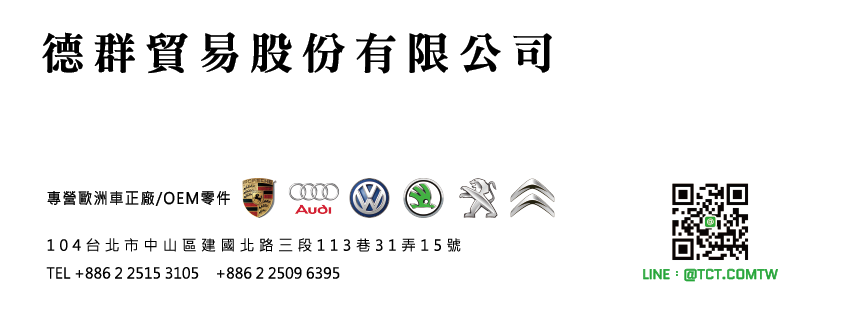 德群貿易股份有限公司
專營歐洲車正廠/OEM零件
PORSCHE
Audi
104台北市中山區建國北路三段113巷31弄15號
TEL +886 2 2515 3105 +886 2 2509 6395
LINE：@TCT.COMTW